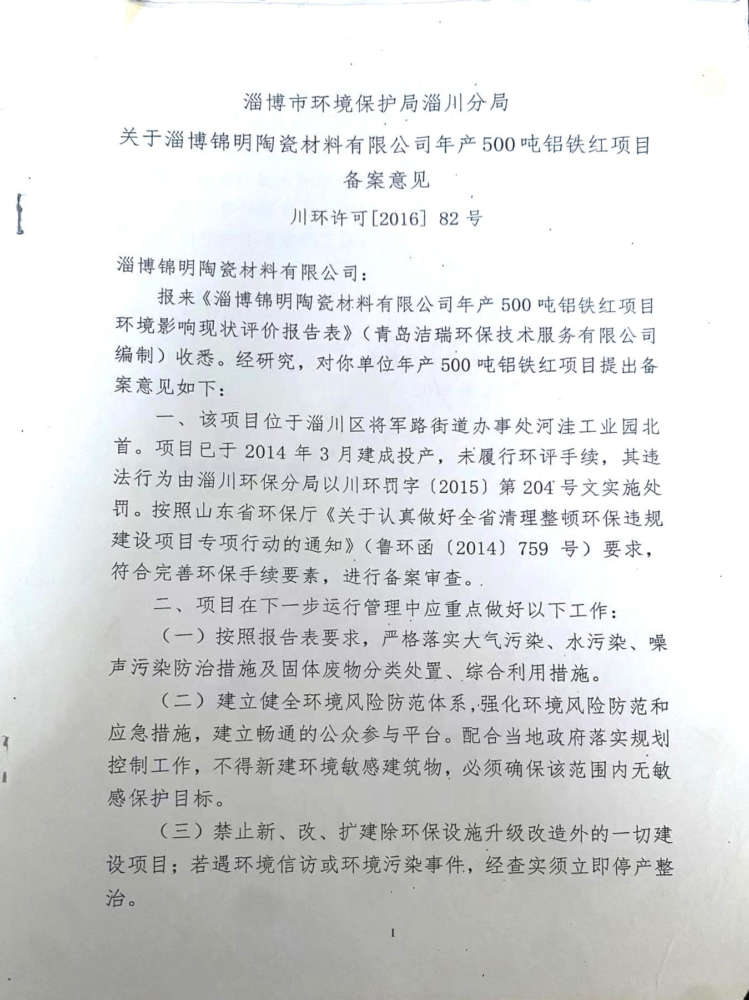 淄博市环境保护局淄川分局
关于淄博锦明陶瓷材料有限公司年产500吨铝铁红项目
备案意见
川环许可[2016] 82号
淄博锦明陶瓷材料有限公司：
报来《淄博锦明陶瓷材料有限公司年产500吨铝铁红项目
环境影响现状评价报告表》（青岛洁瑞环保技术服务有限公司
编制）收悉。经研究，对你单位年产500吨铝铁红项目提出备
案意见如下：
一、该项目位于淄川区将军路街道办事处河洼工业园北
首。项目已于2014年3月建成投产，未履行环评手续，其违
法行为由淄川环保分局以川环罚字〔2015〕第204号文实施处
罚。按照山东省环保厅《关于认真做好全省清理整顿环保违规
建设项目专项行动的通知》（鲁环函〔2014〕759号）要求，
符合完善环保手续要素，进行备案审查。
二、项目在下一步运行管理中应重点做好以下工作：
（一）按照报告表要求，严格落实大气污染、水污染、噪
声污染防治措施及固体废物分类处置、综合利用措施。
（二）建立健全环境风险防范体系，强化环境风险防范和
应急措施，建立畅通的公众参与平台。配合当地政府落实规划
控制工作，不得新建环境敏感建筑物，必须确保该范围内无敏
感保护目标。
（三）禁止新、改、扩建除环保设施升级改造外的一切建
设项目；若遇环境信访或环境污染事件，经查实须立即停产整
治。
1